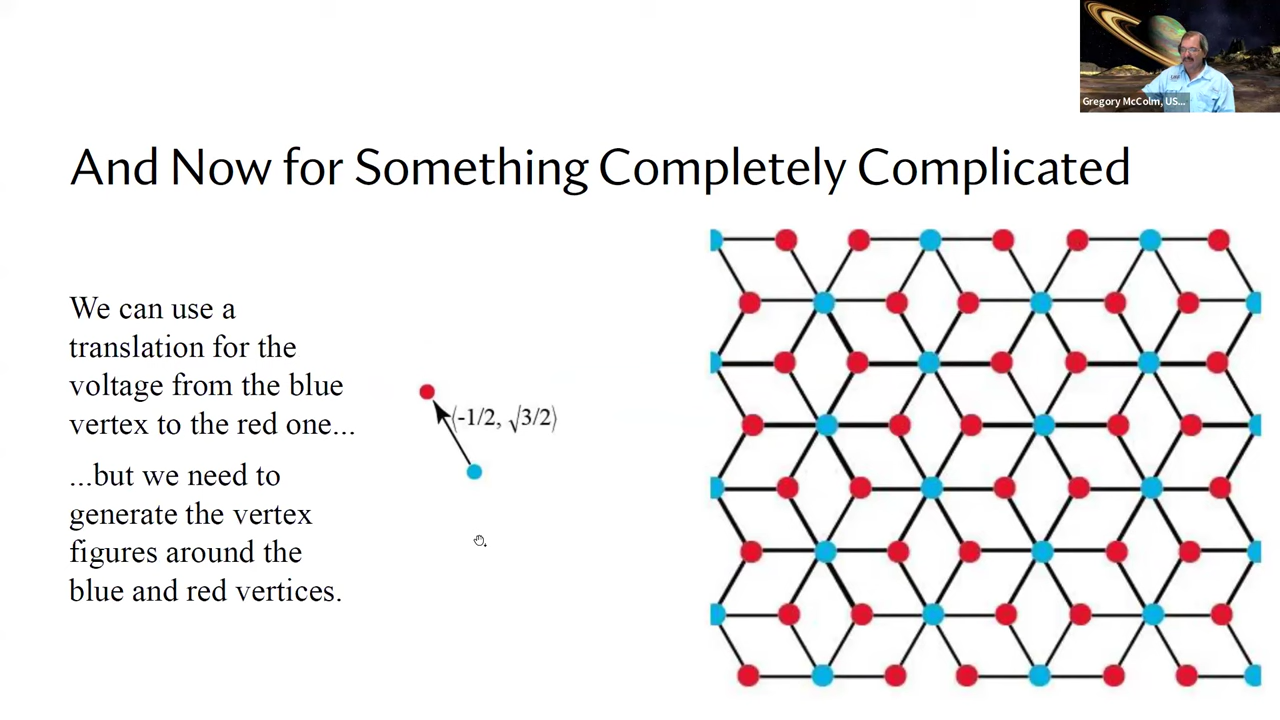 Gregory McColm, US...
And Now for Something Completely Complicated
We can use a
translation for the
voltage from the blue
vertex to the red one...
(-1/2, √3/2)
...but we need to
generate the vertex
figures around the
blue and red vertices.